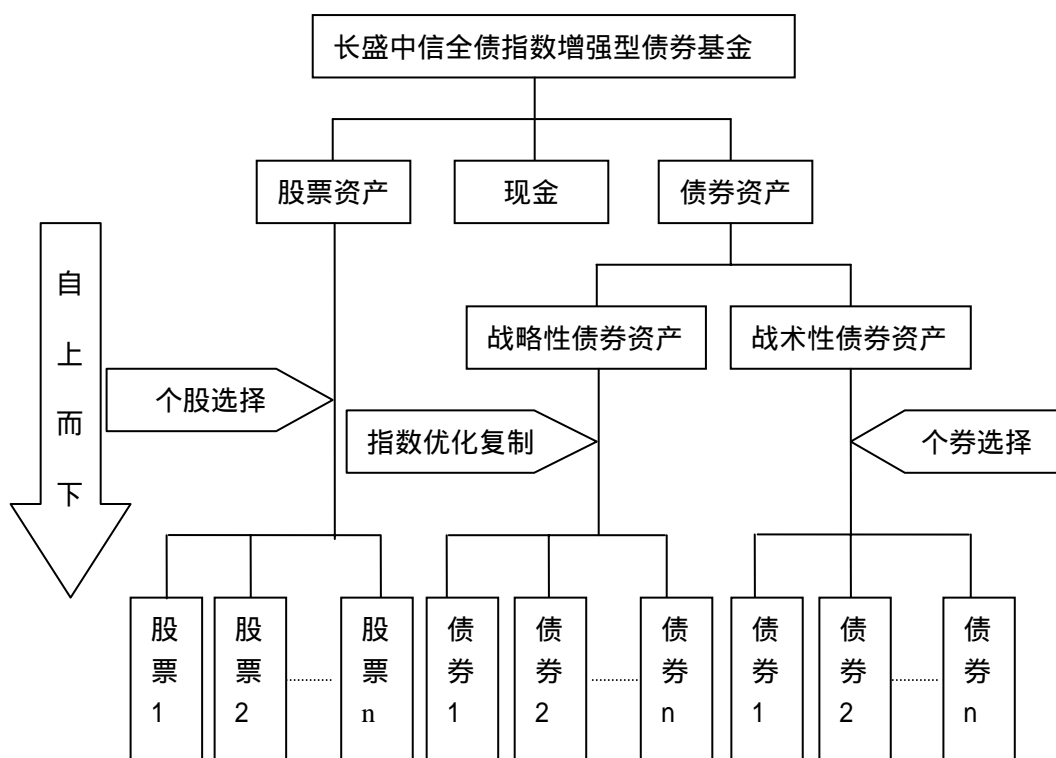 长盛中信全债指数增强型债券基金
股票资产
现金
债券资产
自上而下
战略性债券资产
战术性债券资产
个股选择
指数优化复制
个券选择
股票1
股票2
............
股票n
债券1
债券2
............
债券n
债券1
债券2
............
债券n